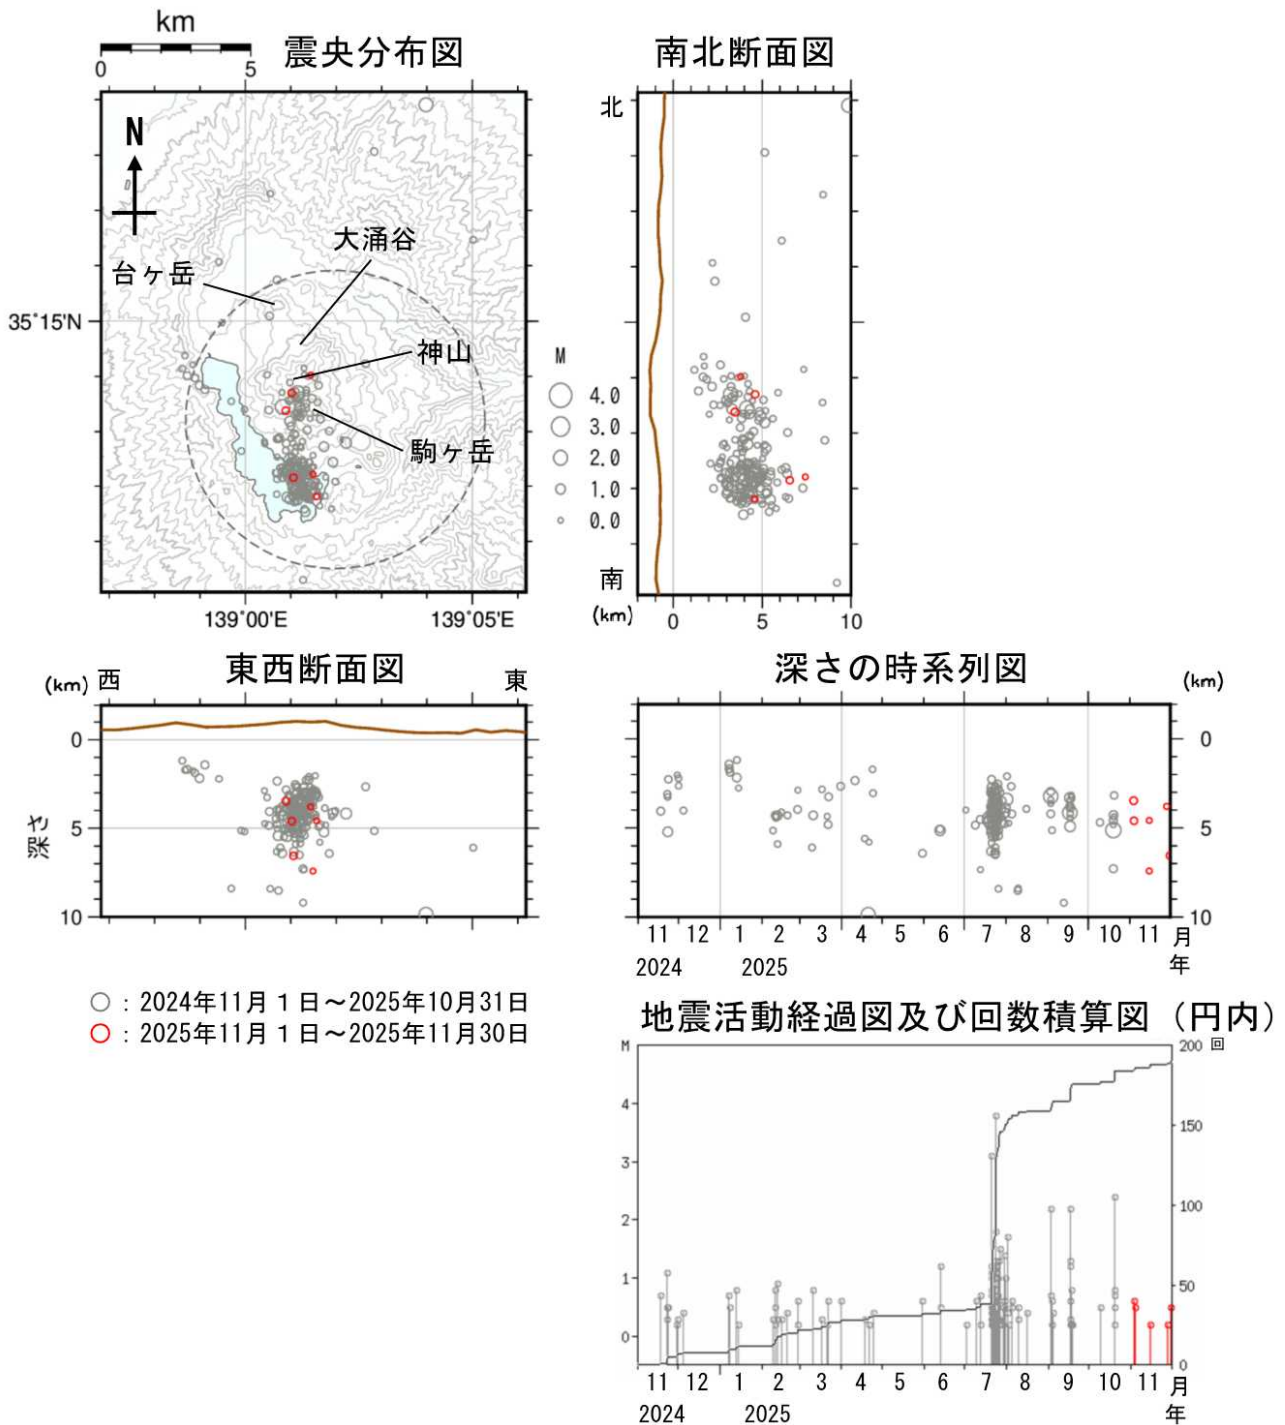 km
0 5
震央分布図
N
大涌谷
台ヶ岳
35°15'N
神山
駒ヶ岳
139°00'E 139°05'E
M
4.0
3.0
2.0
1.0
0.0
南北断面図
北
南
(km)
0 5 10
東西断面図
(km) 西 東
0
深さ 5
10
深さの時系列図
(km)
0
5
10
11 12 1 2 3 4 5 6 7 8 9 10 11 月
2024 2025 年
○ : 2024年11月 1日~2025年10月31日
○ : 2025年11月 1日~2025年11月30日
地震活動経過図及び回数積算図(円内)
M 200 回
4
150
3
2 100
1 50
0
0
11 12 1 2 3 4 5 6 7 8 9 10 11 月
2024 2025 年